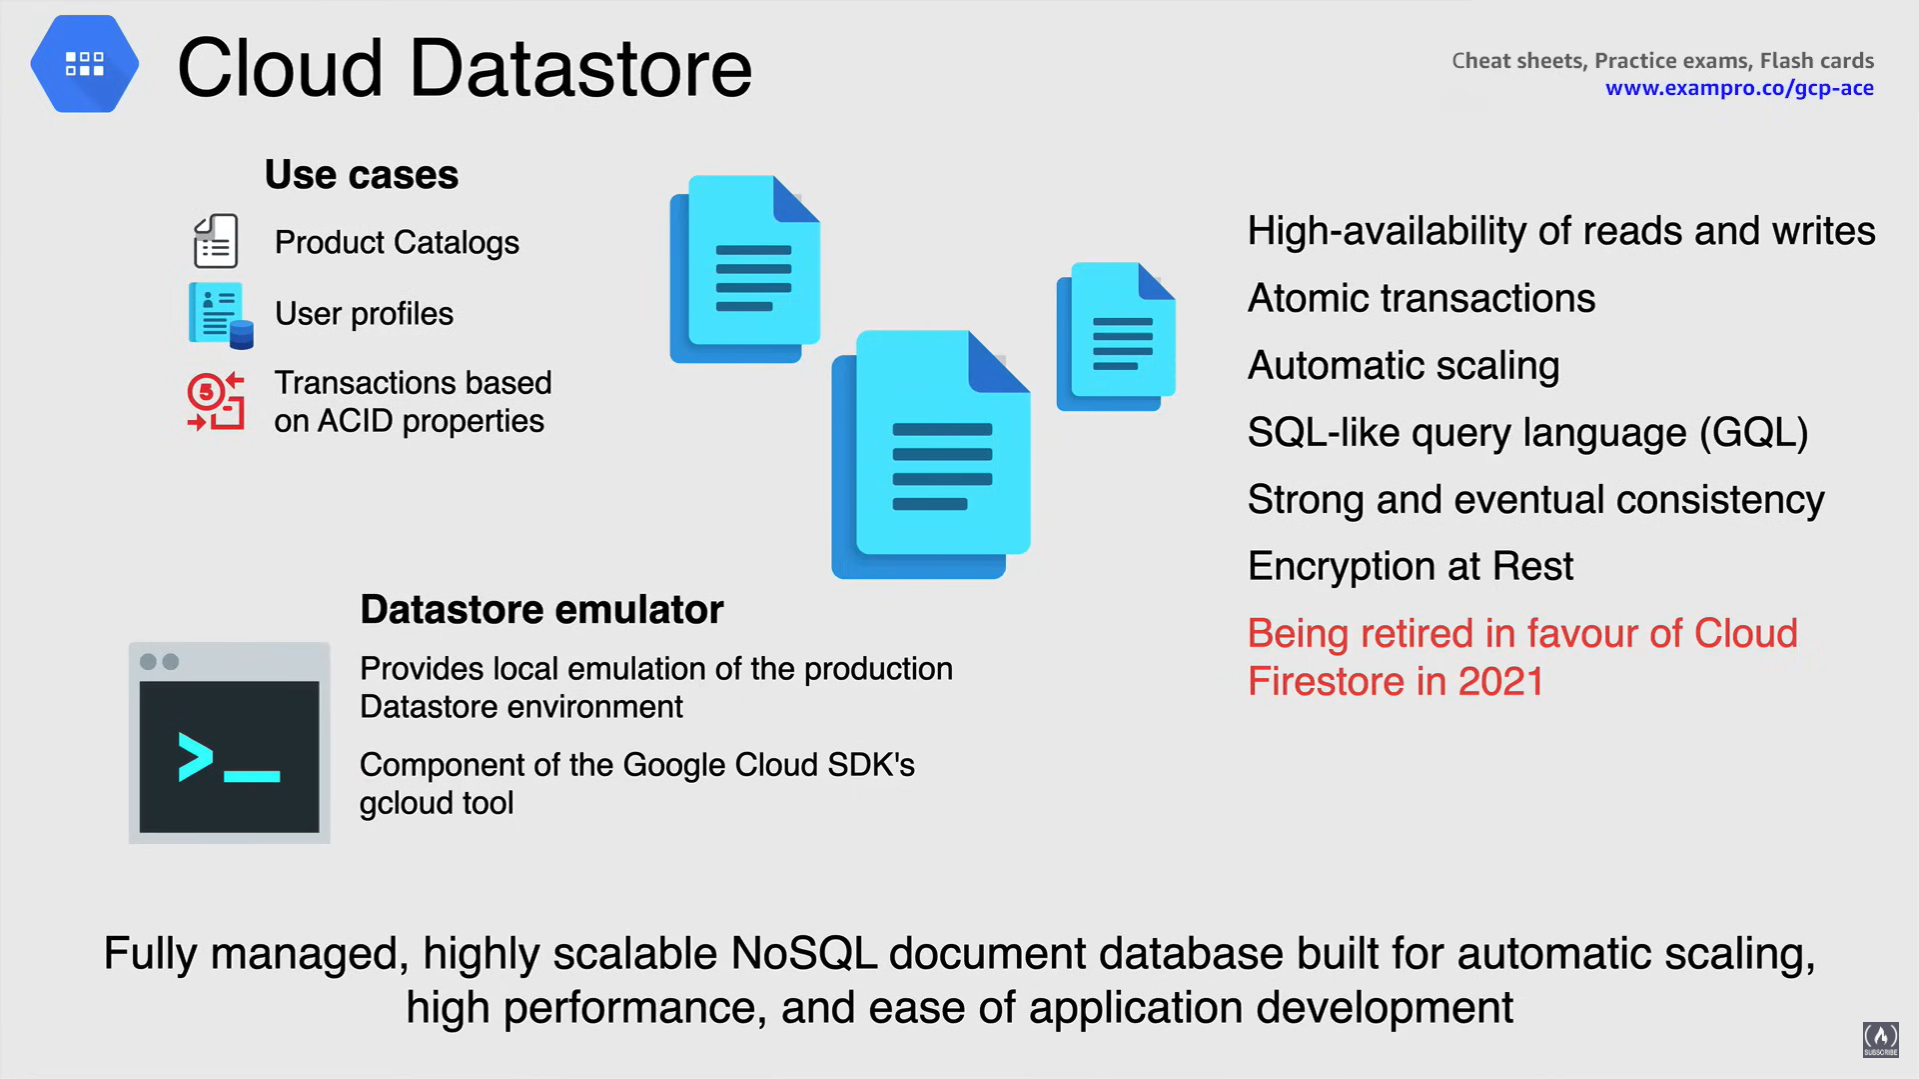 Cloud Datastore
Cheat sheets, Practice exams, Flash cards
www.exampro.co/gcp-ace
Use cases
Product Catalogs
User profiles
5
Transactions based
on ACID properties
Datastore emulator
>_
Provides local emulation of the production
Datastore environment
Component of the Google Cloud SDK's
gcloud tool
High-availability of reads and writes
Atomic transactions
Automatic scaling
SQL-like query language (GQL)
Strong and eventual consistency
Encryption at Rest
Being retired in favour of Cloud
Firestore in 2021
Fully managed, highly scalable NoSQL document database built for automatic scaling,
high performance, and ease of application development
SUBSCRIBE